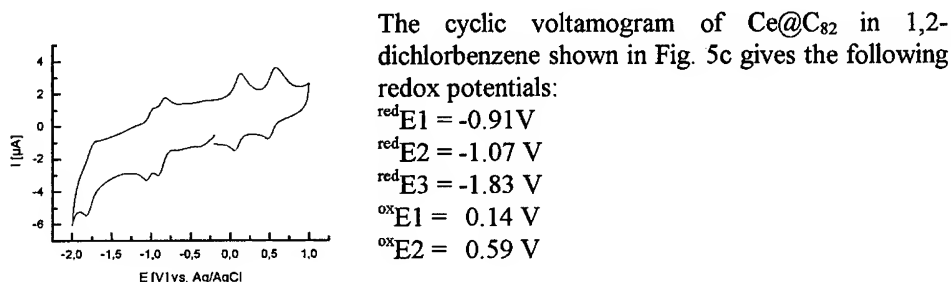 The cyclic voltamogram of Ce@C82 in 1,2-
dichlorbenzene shown in Fig. 5c gives the following
redox potentials:
redE1 = -0.91V
redE2 = -1.07 V
redE3 = -1.83 V
oxE1 = 0.14 V
oxE2 = 0.59 V
I [µA]
4
2
0
-2
-4
-6
-2,0 -1,5 -1,0 -0,5 0,0 0,5 1,0
E [V] vs. Ag/AgCl